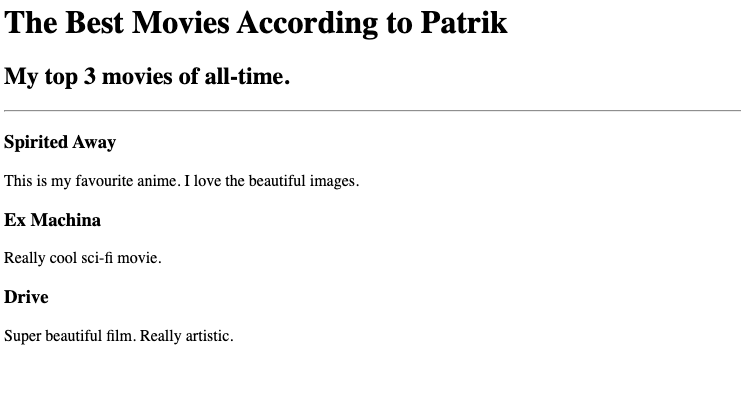 The Best Movies According to Patrik
My top 3 movies of all-time.
Spirited Away
This is my favourite anime. I love the beautiful images.
Ex Machina
Really cool sci-fi movie.
Drive
Super beautiful film. Really artistic.